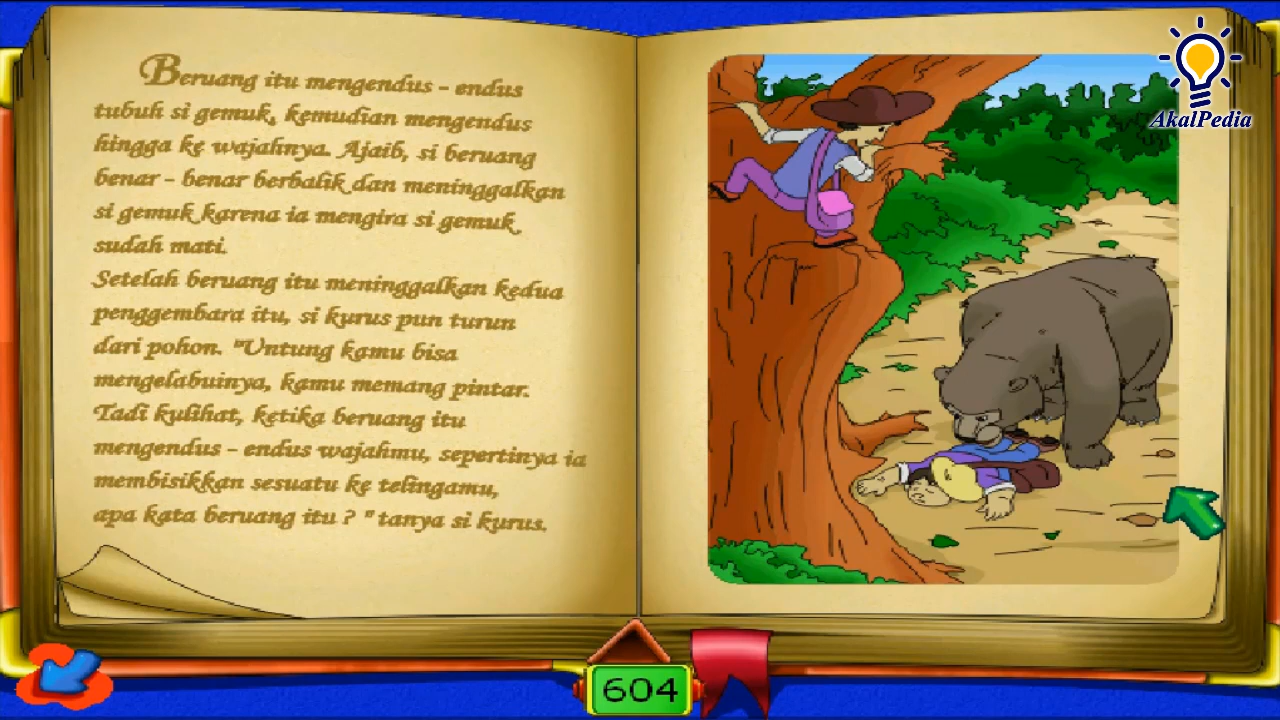 Beruang itu mengendus - endus
tubuh si gemuk, kemudian mengendus
hingga ke wajahnya. Ajaib, si beruang
benar - benar berbalik dan meninggalkan
si gemuk karena ia mengira si gemuk
sudah mati.
Setelah beruang itu meninggalkan kedua
penggembara itu, si kurus pun turun
dari pohon. "Untung kamu bisa
mengelabuinya, kamu memang pintar.
Tadi kulihat, ketika beruang itu
mengendus - endus wajahmu, sepertinya ia
membisikkan sesuatu ke telingamu,
apa kata beruang itu ? " tanya si kurus.
AkalPedia
604